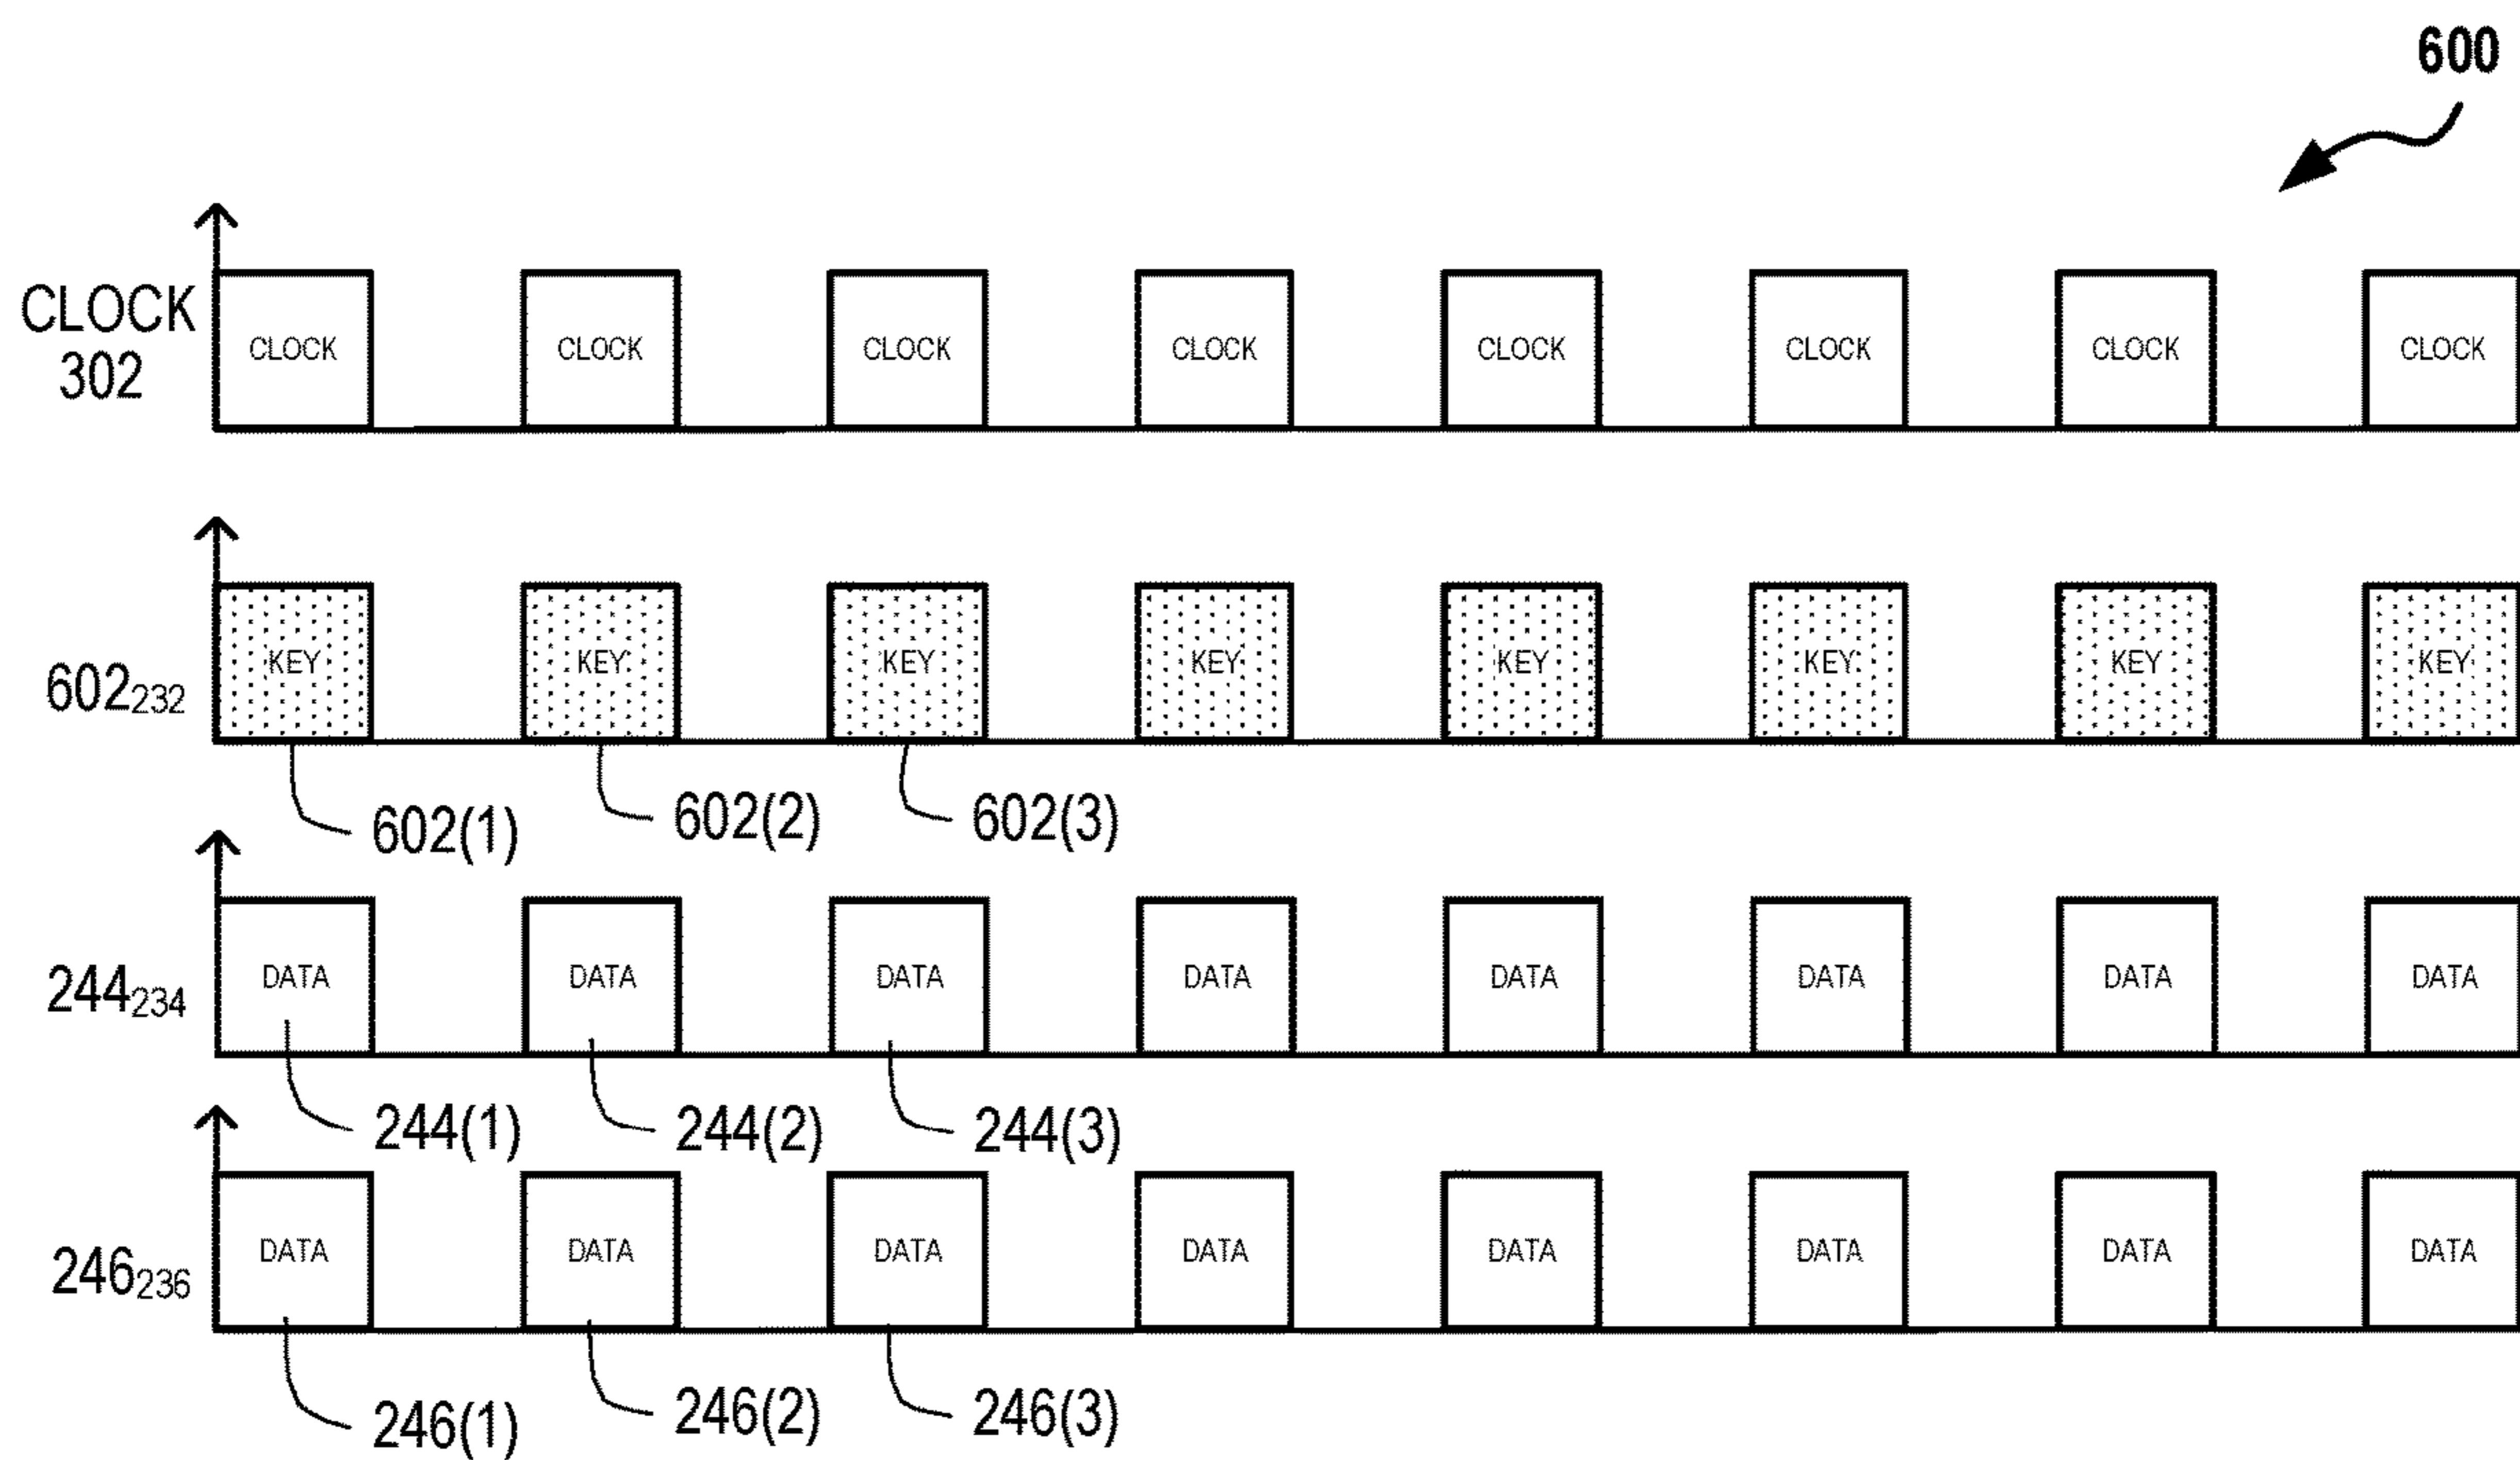 600
CLOCK
302
CLOCK CLOCK CLOCK CLOCK CLOCK CLOCK CLOCK CLOCK
602232
KEY KEY KEY KEY KEY KEY KEY KEY
602(1) 602(2) 602(3)
244234
DATA DATA DATA DATA DATA DATA DATA DATA
244(1) 244(2) 244(3)
246236
DATA DATA DATA DATA DATA DATA DATA DATA
246(1) 246(2) 246(3)